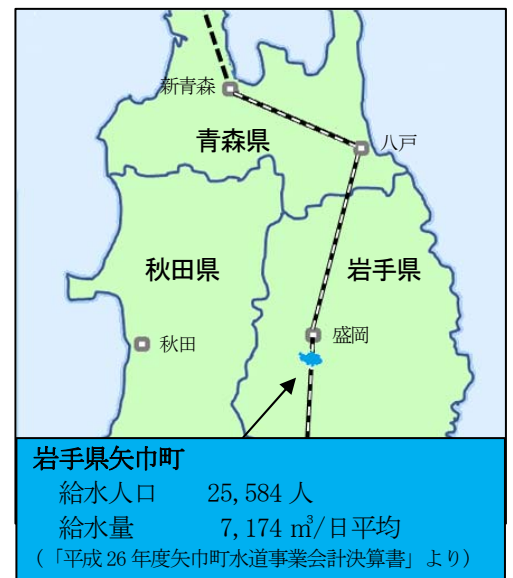 新青森
青森県
八戸
秋田県
岩手県
秋田
盛岡
岩手県矢巾町
給水人口 25,584 人
給水量 7,174 ㎥/日平均
(「平成 26 年度矢巾町水道事業会計決算書」より)